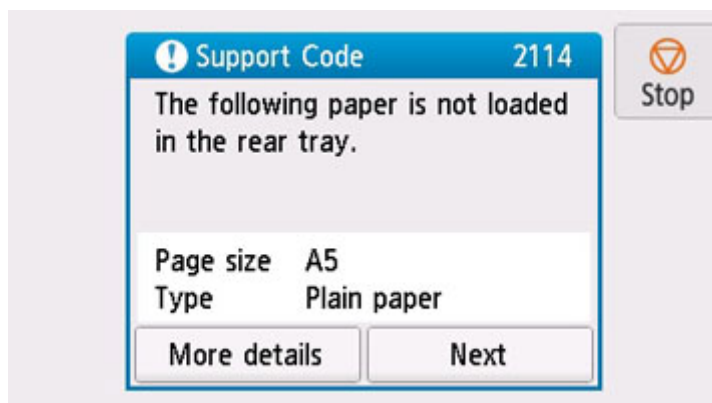 Support Code 2114
Stop
The following paper is not loaded
in the rear tray.
Page size A5
Type Plain paper
More details Next